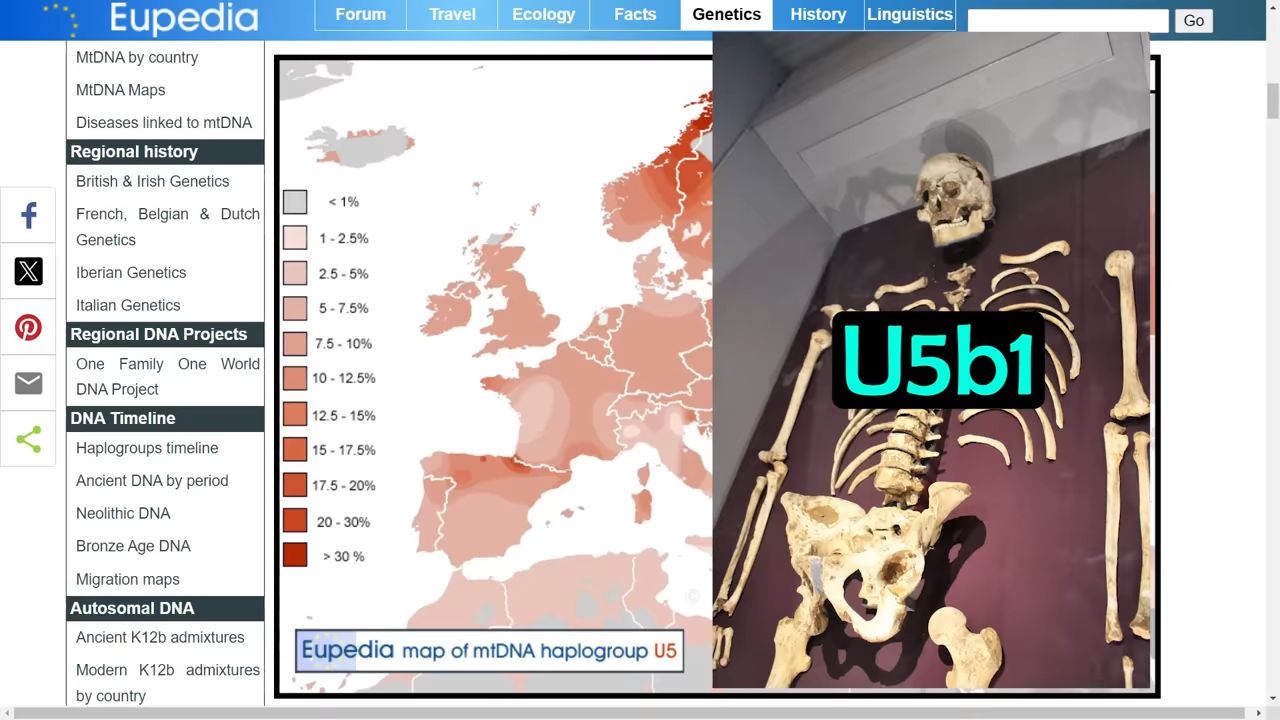 Eupedia
Forum
Travel
Ecology
Facts
Genetics
History
Linguistics
Go
MtDNA by country
MtDNA Maps
Diseases linked to mtDNA
Regional history
British & Irish Genetics
French, Belgian & Dutch
Genetics
Iberian Genetics
Italian Genetics
Regional DNA Projects
One Family One World
DNA Project
DNA Timeline
Haplogroups timeline
Ancient DNA by period
Neolithic DNA
Bronze Age DNA
Migration maps
Autosomal DNA
Ancient K12b admixtures
Modern K12b admixtures
by country
< 1%
1 - 2.5%
2.5 - 5%
5 - 7.5%
7.5 - 10%
10 - 12.5%
12.5 - 15%
15 - 17.5%
17.5 - 20%
20 - 30%
> 30 %
©
Eupedia map of mtDNA haplogroup U5
U5b1